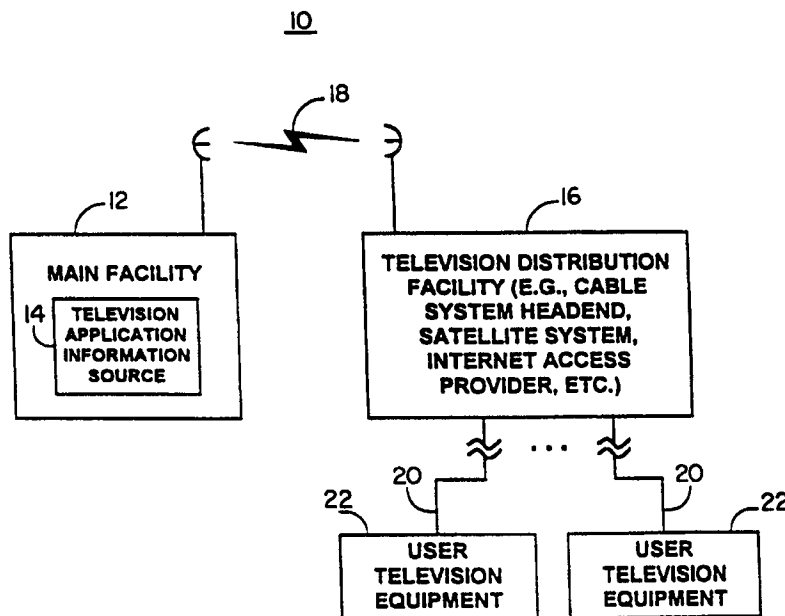 10
18
12
16
MAIN FACILITY
14
TELEVISION
APPLICATION
INFORMATION
SOURCE
TELEVISION DISTRIBUTION
FACILITY (E.G., CABLE
SYSTEM HEADEND,
SATELLITE SYSTEM,
INTERNET ACCESS
PROVIDER, ETC.)
...
20
20
22
22
USER
TELEVISION
EQUIPMENT
USER
TELEVISION
EQUIPMENT